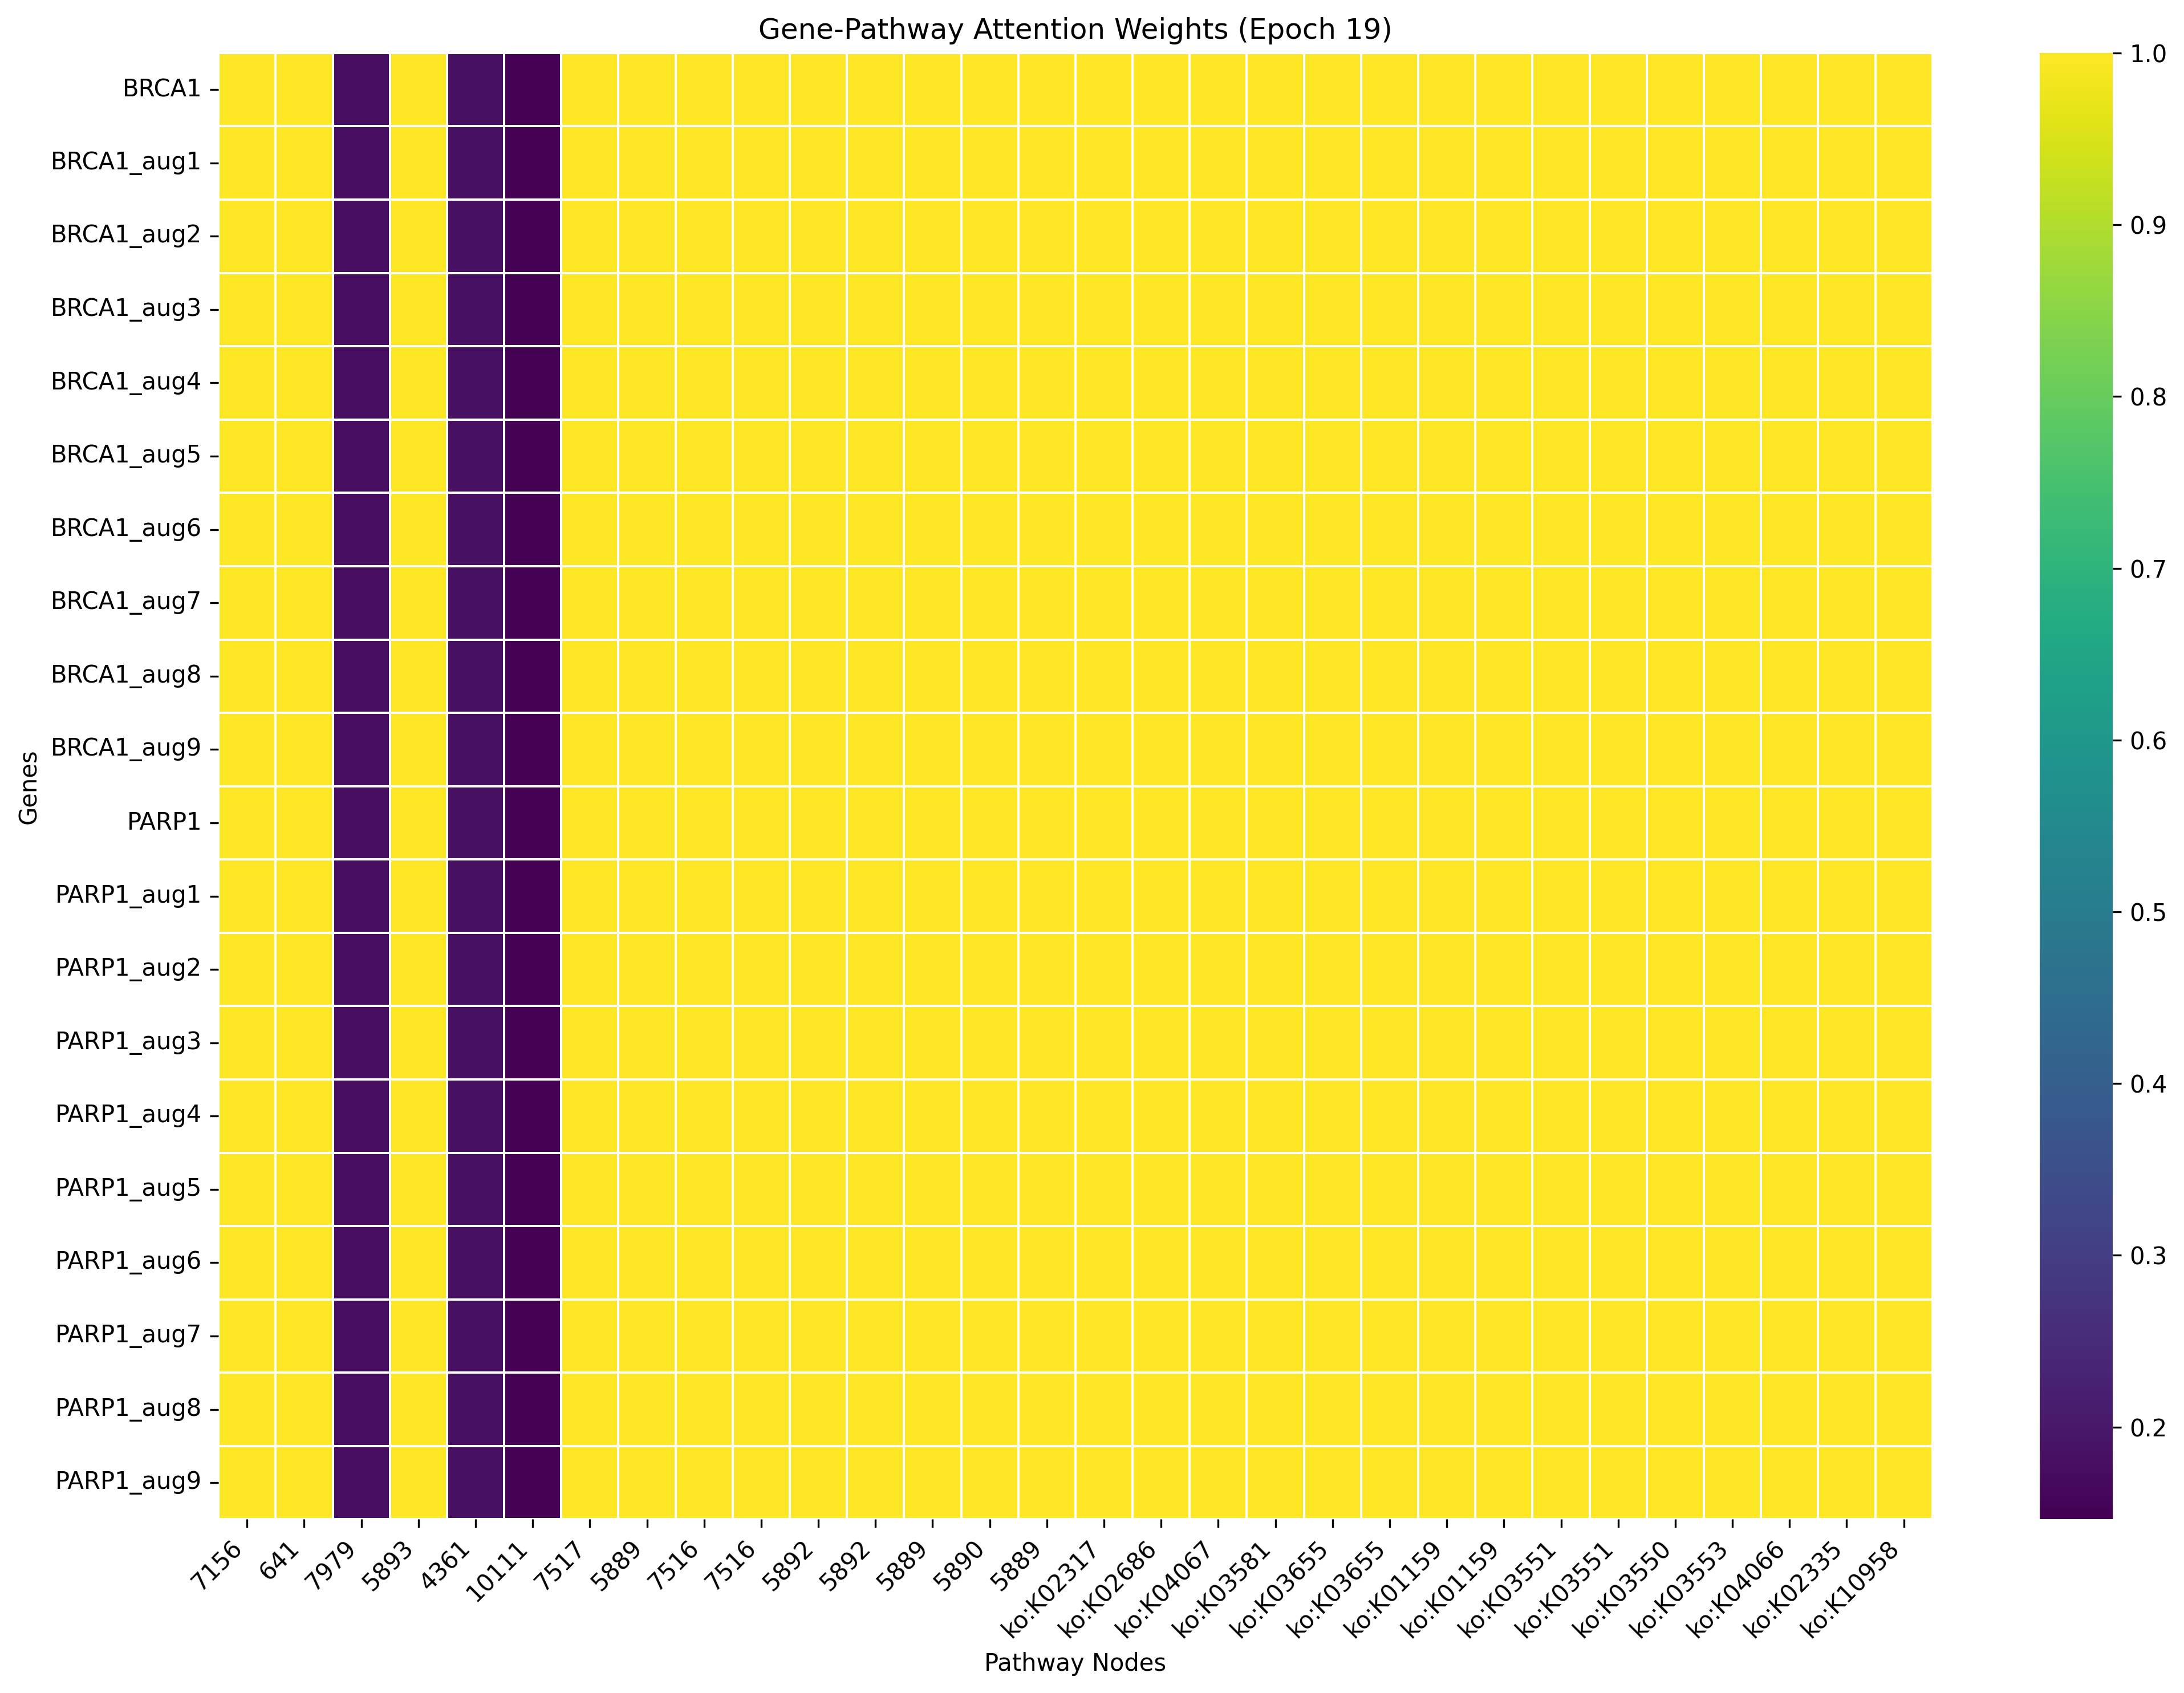 Gene-Pathway Attention Weights (Epoch 19)
Genes
BRCA1
BRCA1_aug1
BRCA1_aug2
BRCA1_aug3
BRCA1_aug4
BRCA1_aug5
BRCA1_aug6
BRCA1_aug7
BRCA1_aug8
BRCA1_aug9
PARP1
PARP1_aug1
PARP1_aug2
PARP1_aug3
PARP1_aug4
PARP1_aug5
PARP1_aug6
PARP1_aug7
PARP1_aug8
PARP1_aug9
7156
641
7979
5893
4361
10111
7517
5889
7516
7516
5892
5892
5889
5890
5889
ko:K02317
ko:K02686
ko:K04067
ko:K03581
ko:K03655
ko:K03655
ko:K01159
ko:K01159
ko:K03551
ko:K03551
ko:K03550
ko:K03553
ko:K04066
ko:K02335
ko:K10958
Pathway Nodes
1.0
0.9
0.8
0.7
0.6
0.5
0.4
0.3
0.2